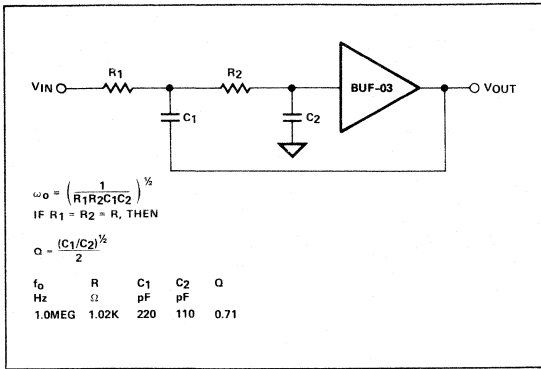 R1
R2
VIN
BUF-03
VOUT
C1
C2
ωo = (1 / R1R2C1C2)^½
IF R1 = R2 = R, THEN
Q = (C1/C2)^½ / 2
fo R C1 C2 Q
Hz Ω pF pF
1.0MEG 1.02K 220 110 0.71